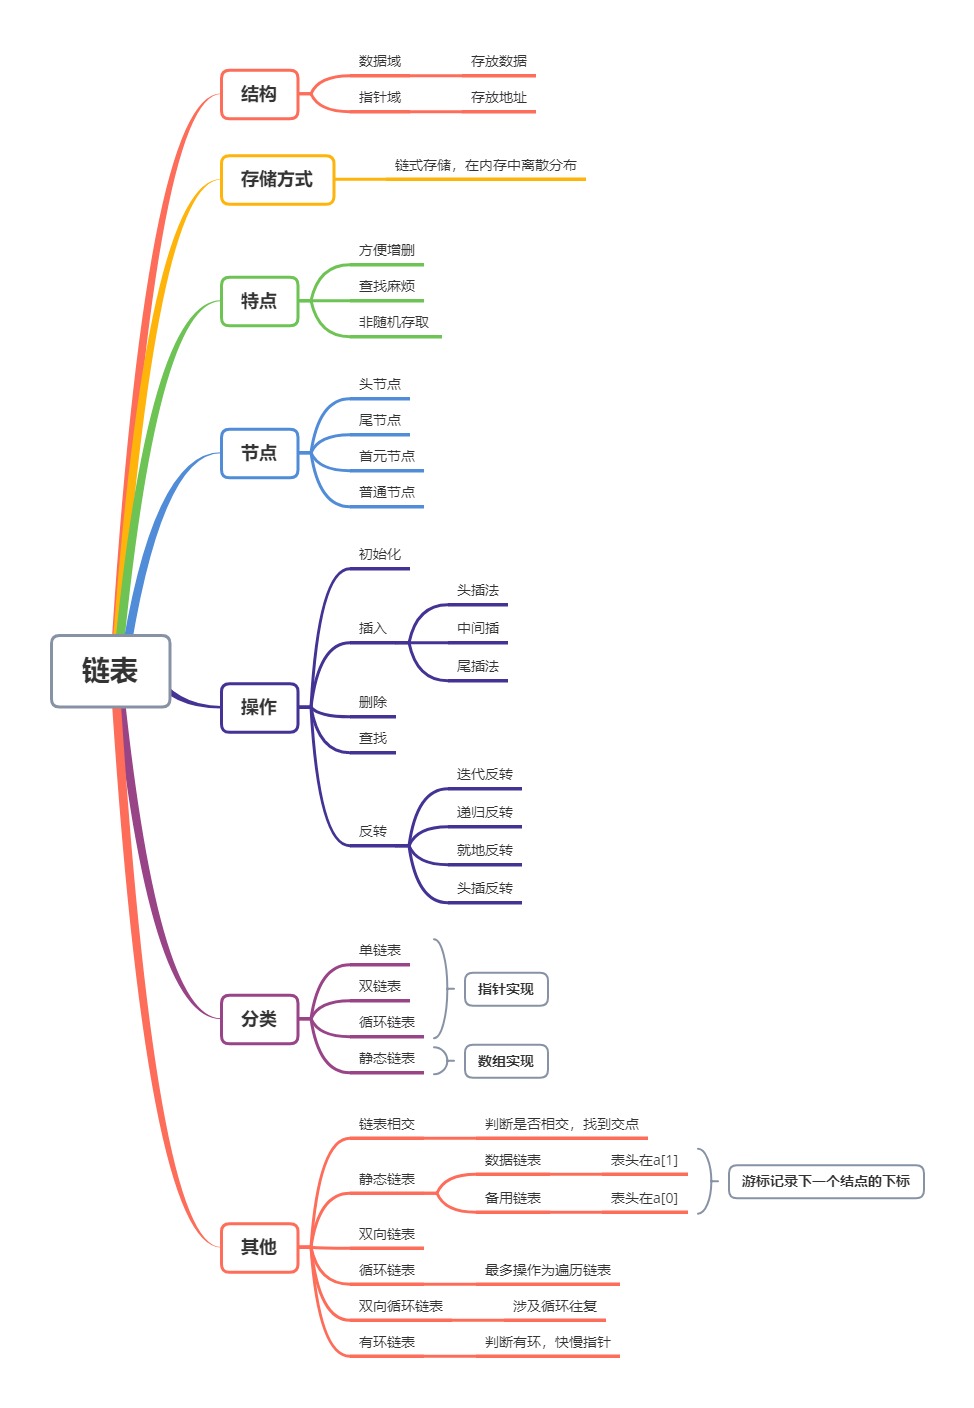 链表
结构
数据域
存放数据
指针域
存放地址
存储方式
链式存储，在内存中离散分布
特点
方便增删
查找麻烦
非随机存取
节点
头节点
尾节点
首元节点
普通节点
操作
初始化
插入
头插法
中间插
尾插法
删除
查找
反转
迭代反转
递归反转
就地反转
头插反转
分类
单链表
双链表
循环链表
指针实现
静态链表
数组实现
其他
链表相交
判断是否相交，找到交点
静态链表
数据链表
表头在a[1]
备用链表
表头在a[0]
游标记录下一个结点的下标
双向链表
循环链表
最多操作为遍历链表
双向循环链表
涉及循环往复
有环链表
判断有环，快慢指针